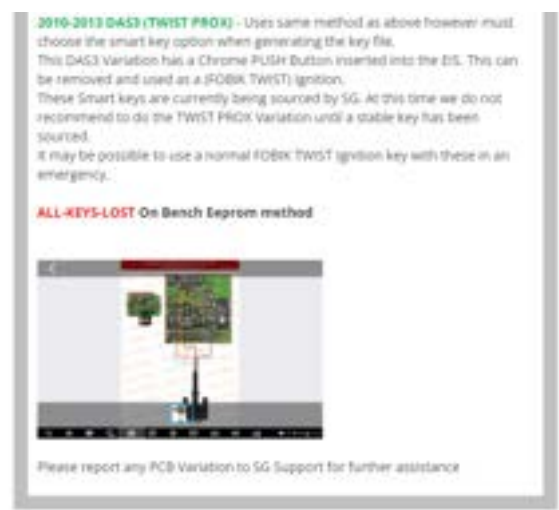 2010-2013 DAS3 (TWIST PROX) - Uses same method as above however must
choose the smart key option when generating the key file.
This DAS3 Variation has a Chrome PUSH Button inserted into the EIS. This can
be removed and used as a (FOBIK TWIST) Ignition.
These Smart keys are currently being sourced by SG. At this time we do not
recommend to do the TWIST PROX Variation until a stable key has been
sourced.
It may be possible to use a normal FOBIK TWIST Ignition key with these in an
emergency.
ALL-KEYS-LOST On Bench Eeprom method
Please report any PCB Variation to SG Support for further assistance